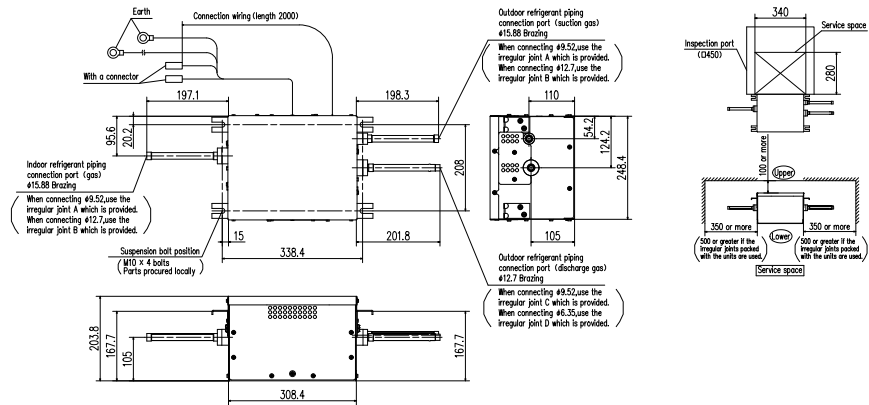 Earth
Connection wiring (length 2000)
With a connector
197.1
198.3
95.6
20.2
208
Outdoor refrigerant piping
connection port (suction gas)
ø15.88 Brazing
When connecting ø9.52,use the
irregular joint A which is provided.
When connecting ø12.7,use the
irregular joint B which is provided.
110
54.2
124.2
248.4
105
Indoor refrigerant piping
connection port (gas)
ø15.88 Brazing
When connecting ø9.52,use the
irregular joint A which is provided.
When connecting ø12.7,use the
irregular joint B which is provided.
Suspension bolt position
M10 × 4 bolts
Parts procured locally
15
338.4
201.8
Outdoor refrigerant piping
connection port (discharge gas)
ø12.7 Brazing
When connecting ø9.52,use the
irregular joint C which is provided.
When connecting ø6.35,use the
irregular joint D which is provided.
203.8
167.7
105
308.4
167.7
340
Service space
Inspection port
(□450)
280
100 or more
Upper
Lower
350 or more
350 or more
500 or greater if the
irregular joints packed
with the units are used.
500 or greater if the
irregular joints packed
with the units are used.
Service space